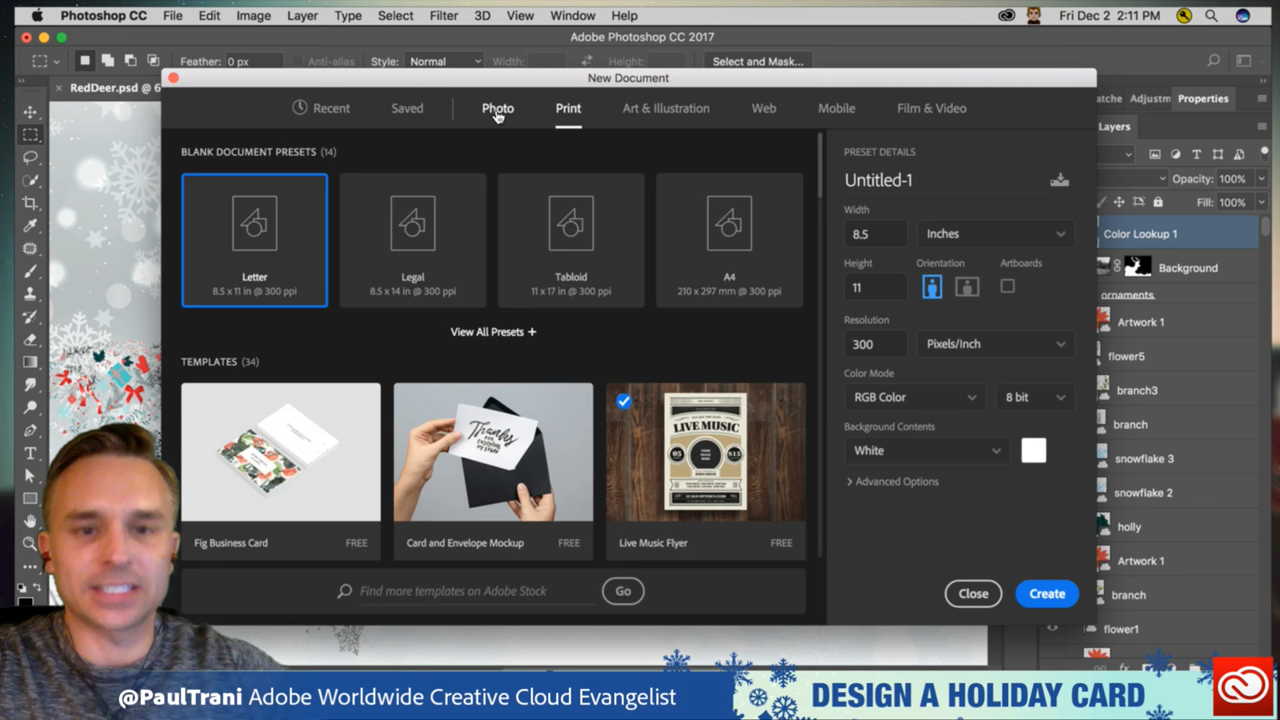 Photoshop CC File Edit Image Layer Type Select Filter 3D View Window Help Fri Dec 2 2:11 PM
Adobe Photoshop CC 2017
Feather: 0 px Anti-alias Style: Normal Width: Height: Select and Mask...
RedDeer.psd @ 6
New Document
Recent Saved Photo Print Art & Illustration Web Mobile Film & Video
BLANK DOCUMENT PRESETS (14)
Letter
8.5 x 11 in @ 300 ppi
Legal
8.5 x 14 in @ 300 ppi
Tabloid
11 x 17 in @ 300 ppi
A4
210 x 297 mm @ 300 ppi
View All Presets +
TEMPLATES (34)
Thanks
LIVE MUSIC
05
$15
Fig Business Card FREE
Card and Envelope Mockup FREE
Live Music Flyer FREE
Find more templates on Adobe Stock Go
PRESET DETAILS
Untitled-1
Width
8.5 Inches
Height Orientation Artboards
11
Resolution
300 Pixels/Inch
Color Mode
RGB Color 8 bit
Background Contents
White
Advanced Options
Close Create
Adjustm Properties
Layers
Opacity: 100%
Fill: 100%
Color Lookup 1
Background
ornaments
Artwork 1
flower5
branch3
branch
snowflake 3
snowflake 2
holly
Artwork 1
branch
flower1
@PaulTrani Adobe Worldwide Creative Cloud Evangelist
DESIGN A HOLIDAY CARD